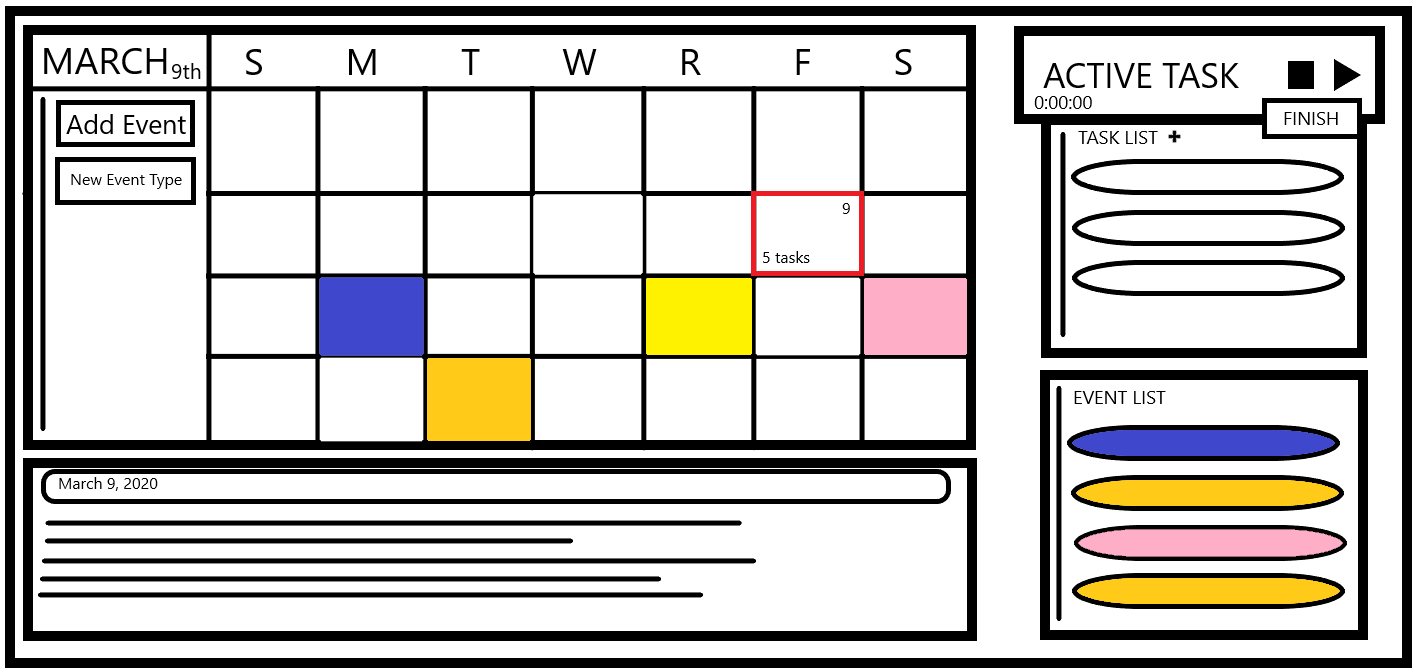 MARCH 9th S M T W R F S
Add Event
New Event Type
9
5 tasks
March 9, 2020
ACTIVE TASK
0:00:00
FINISH
TASK LIST +
EVENT LIST